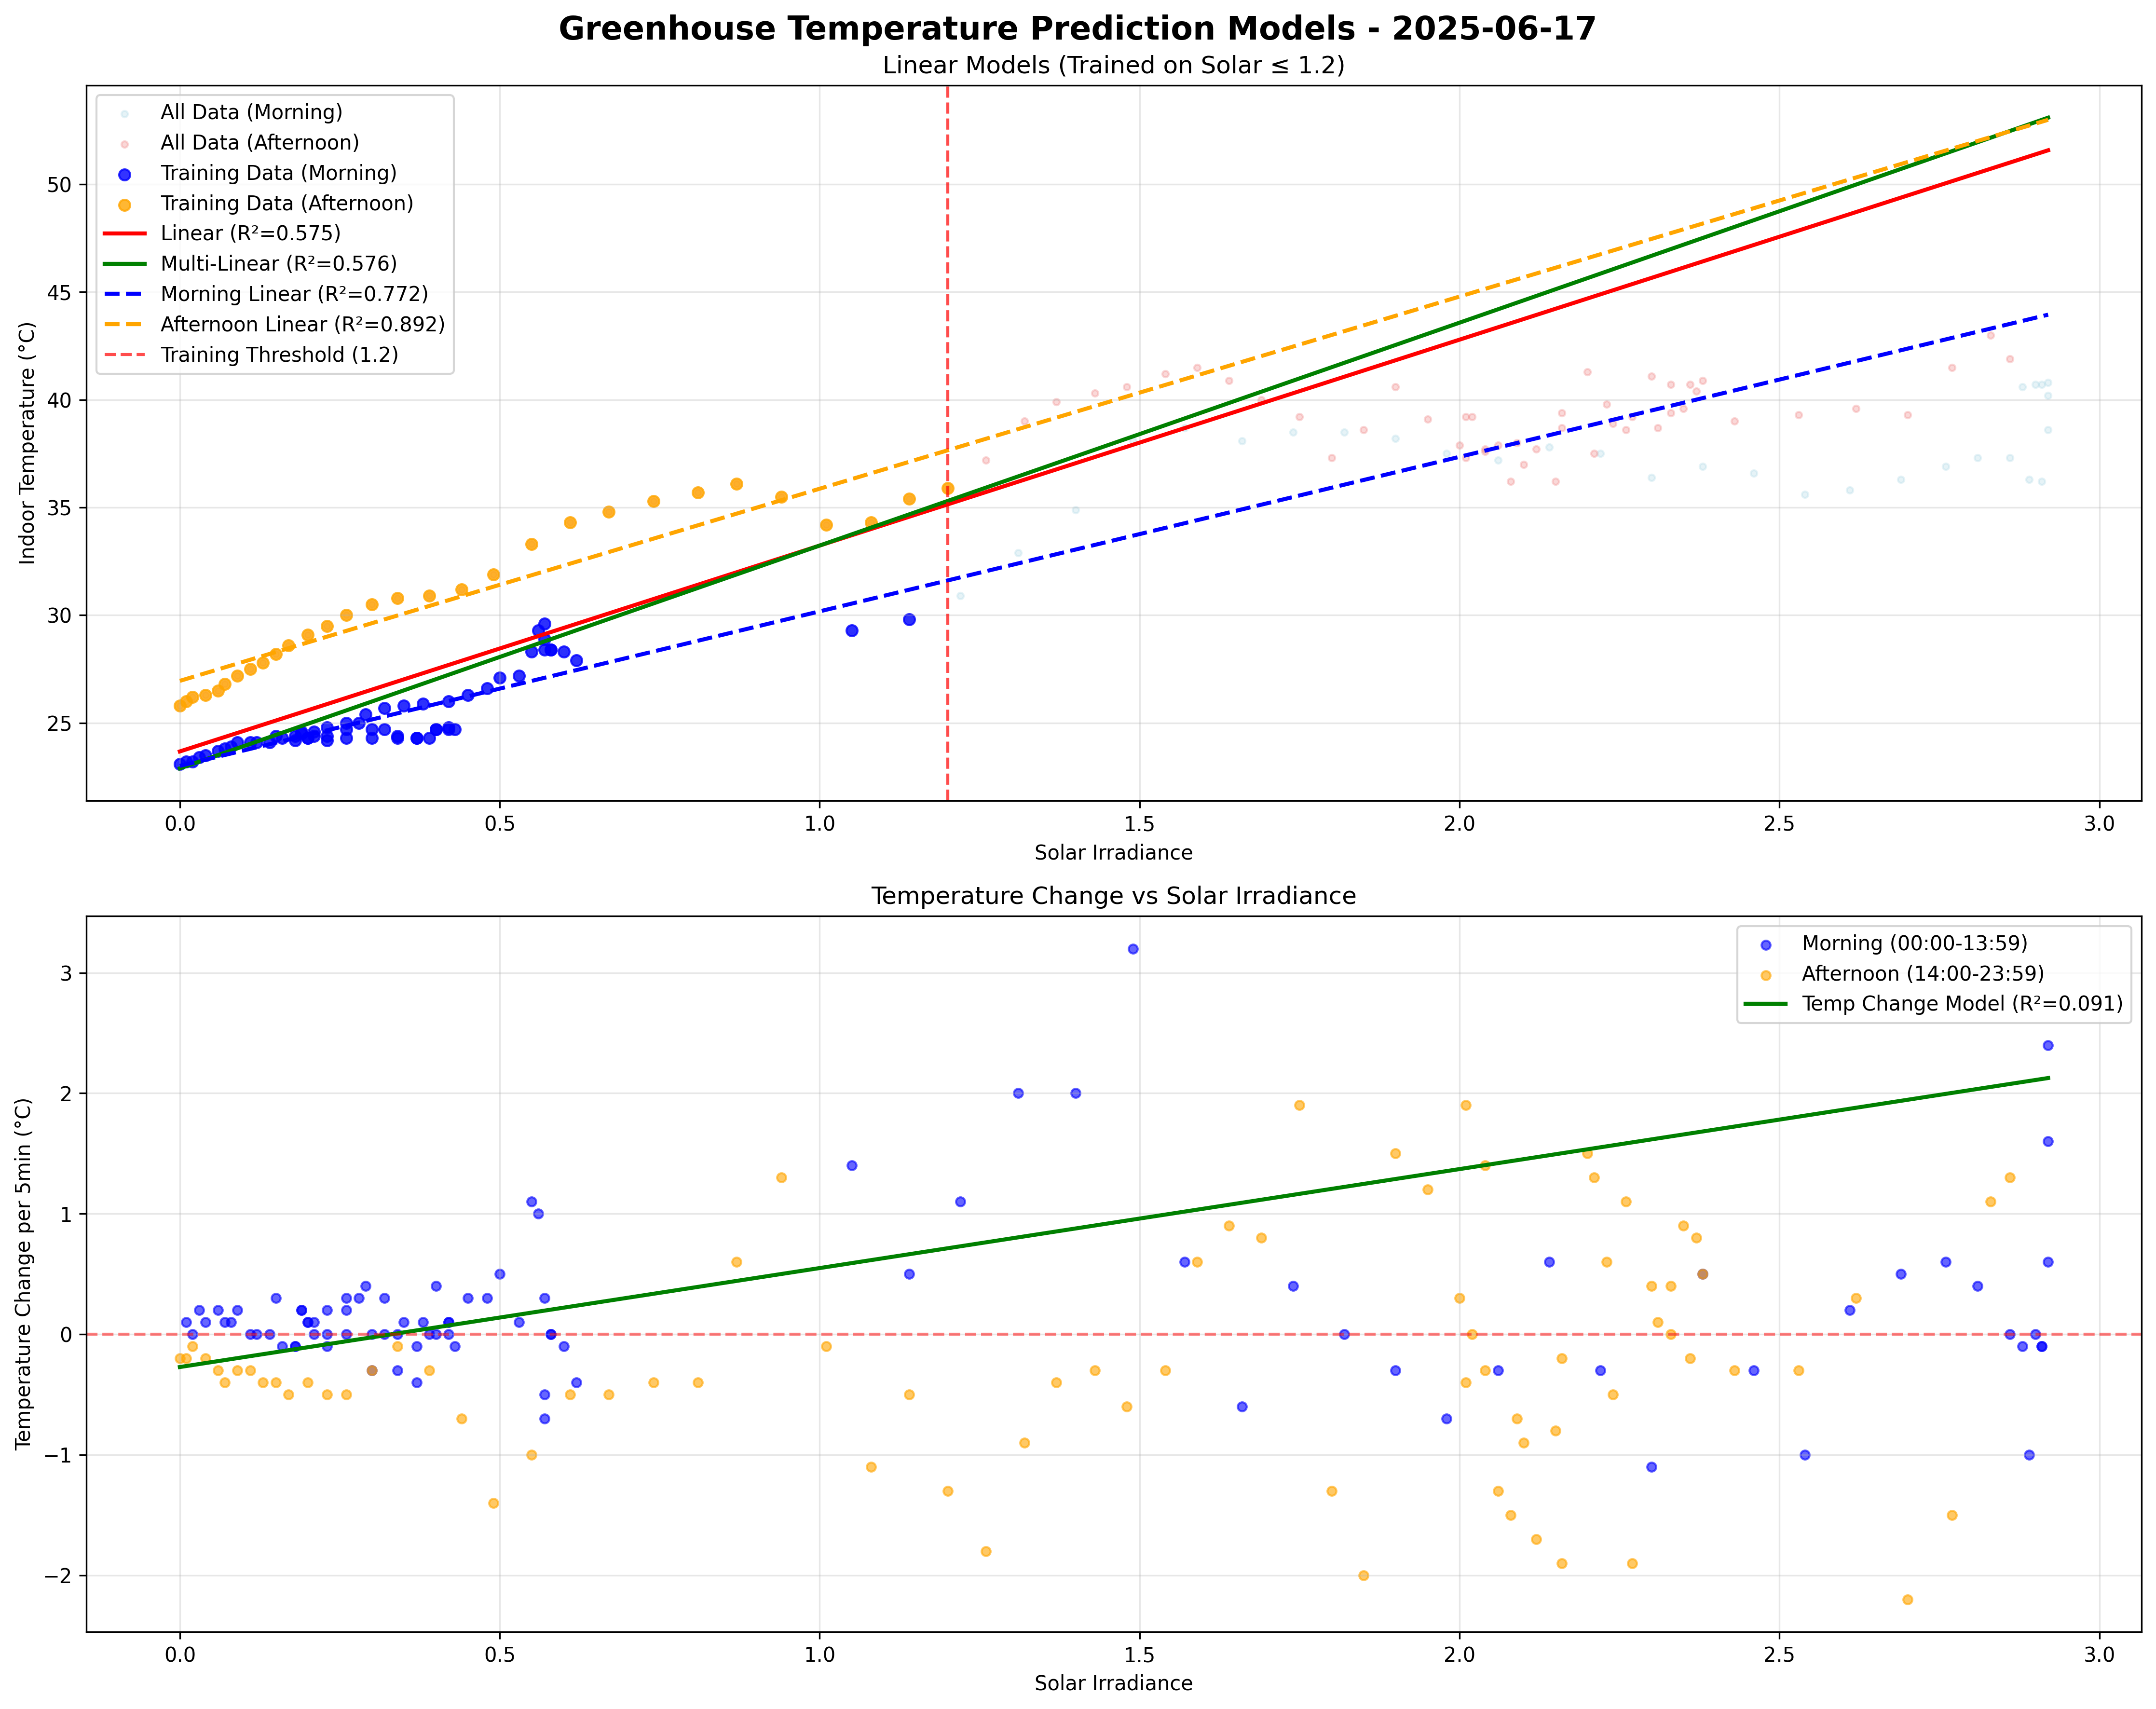 Greenhouse Temperature Prediction Models - 2025-06-17
Linear Models (Trained on Solar ≤ 1.2)
All Data (Morning)
All Data (Afternoon)
Training Data (Morning)
Training Data (Afternoon)
Linear (R²=0.575)
Multi-Linear (R²=0.576)
Morning Linear (R²=0.772)
Afternoon Linear (R²=0.892)
Training Threshold (1.2)
Indoor Temperature (°C)
50
45
40
35
30
25
0.0 0.5 1.0 1.5 2.0 2.5 3.0
Solar Irradiance
Temperature Change vs Solar Irradiance
Morning (00:00-13:59)
Afternoon (14:00-23:59)
Temp Change Model (R²=0.091)
Temperature Change per 5min (°C)
3
2
1
0
−1
−2
0.0 0.5 1.0 1.5 2.0 2.5 3.0
Solar Irradiance